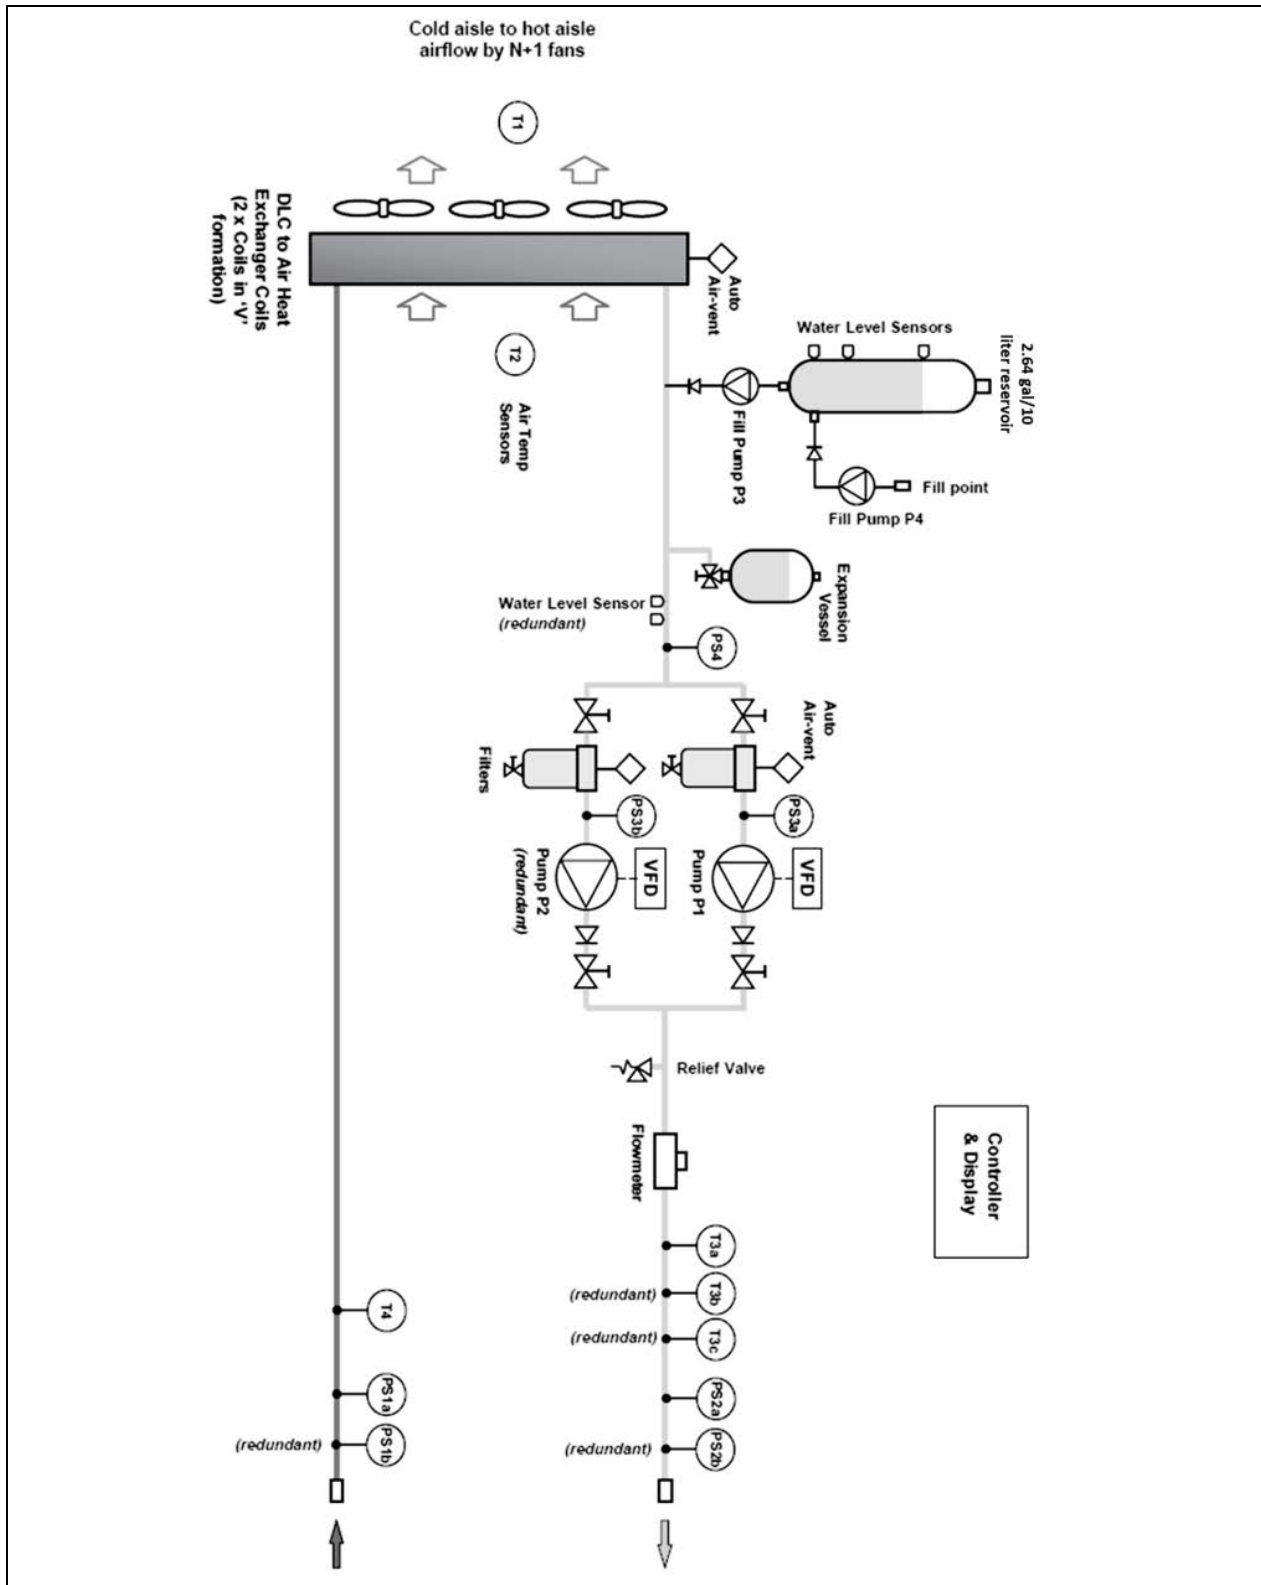 Cold aisle to hot aisle
airflow by N+1 fans
T1
DLC to Air Heat
Exchanger Coils
(2 x Coils in 'V'
formation)
Auto
Air-vent
T2
Air Temp
Sensors
Water Level Sensors
2.64 gal/10
liter reservoir
Fill Pump P3
Fill point
Fill Pump P4
Expansion
Vessel
Water Level Sensor
(redundant)
PS4
Auto
Air-vent
Filters
PS3b
PS3a
Pump P2
(redundant)
VFD
Pump P1
VFD
Relief Valve
Flowmeter
Controller
& Display
T3a
(redundant)
T3b
(redundant)
T3c
T4
PS1a
PS2a
(redundant)
PS1b
(redundant)
PS2b